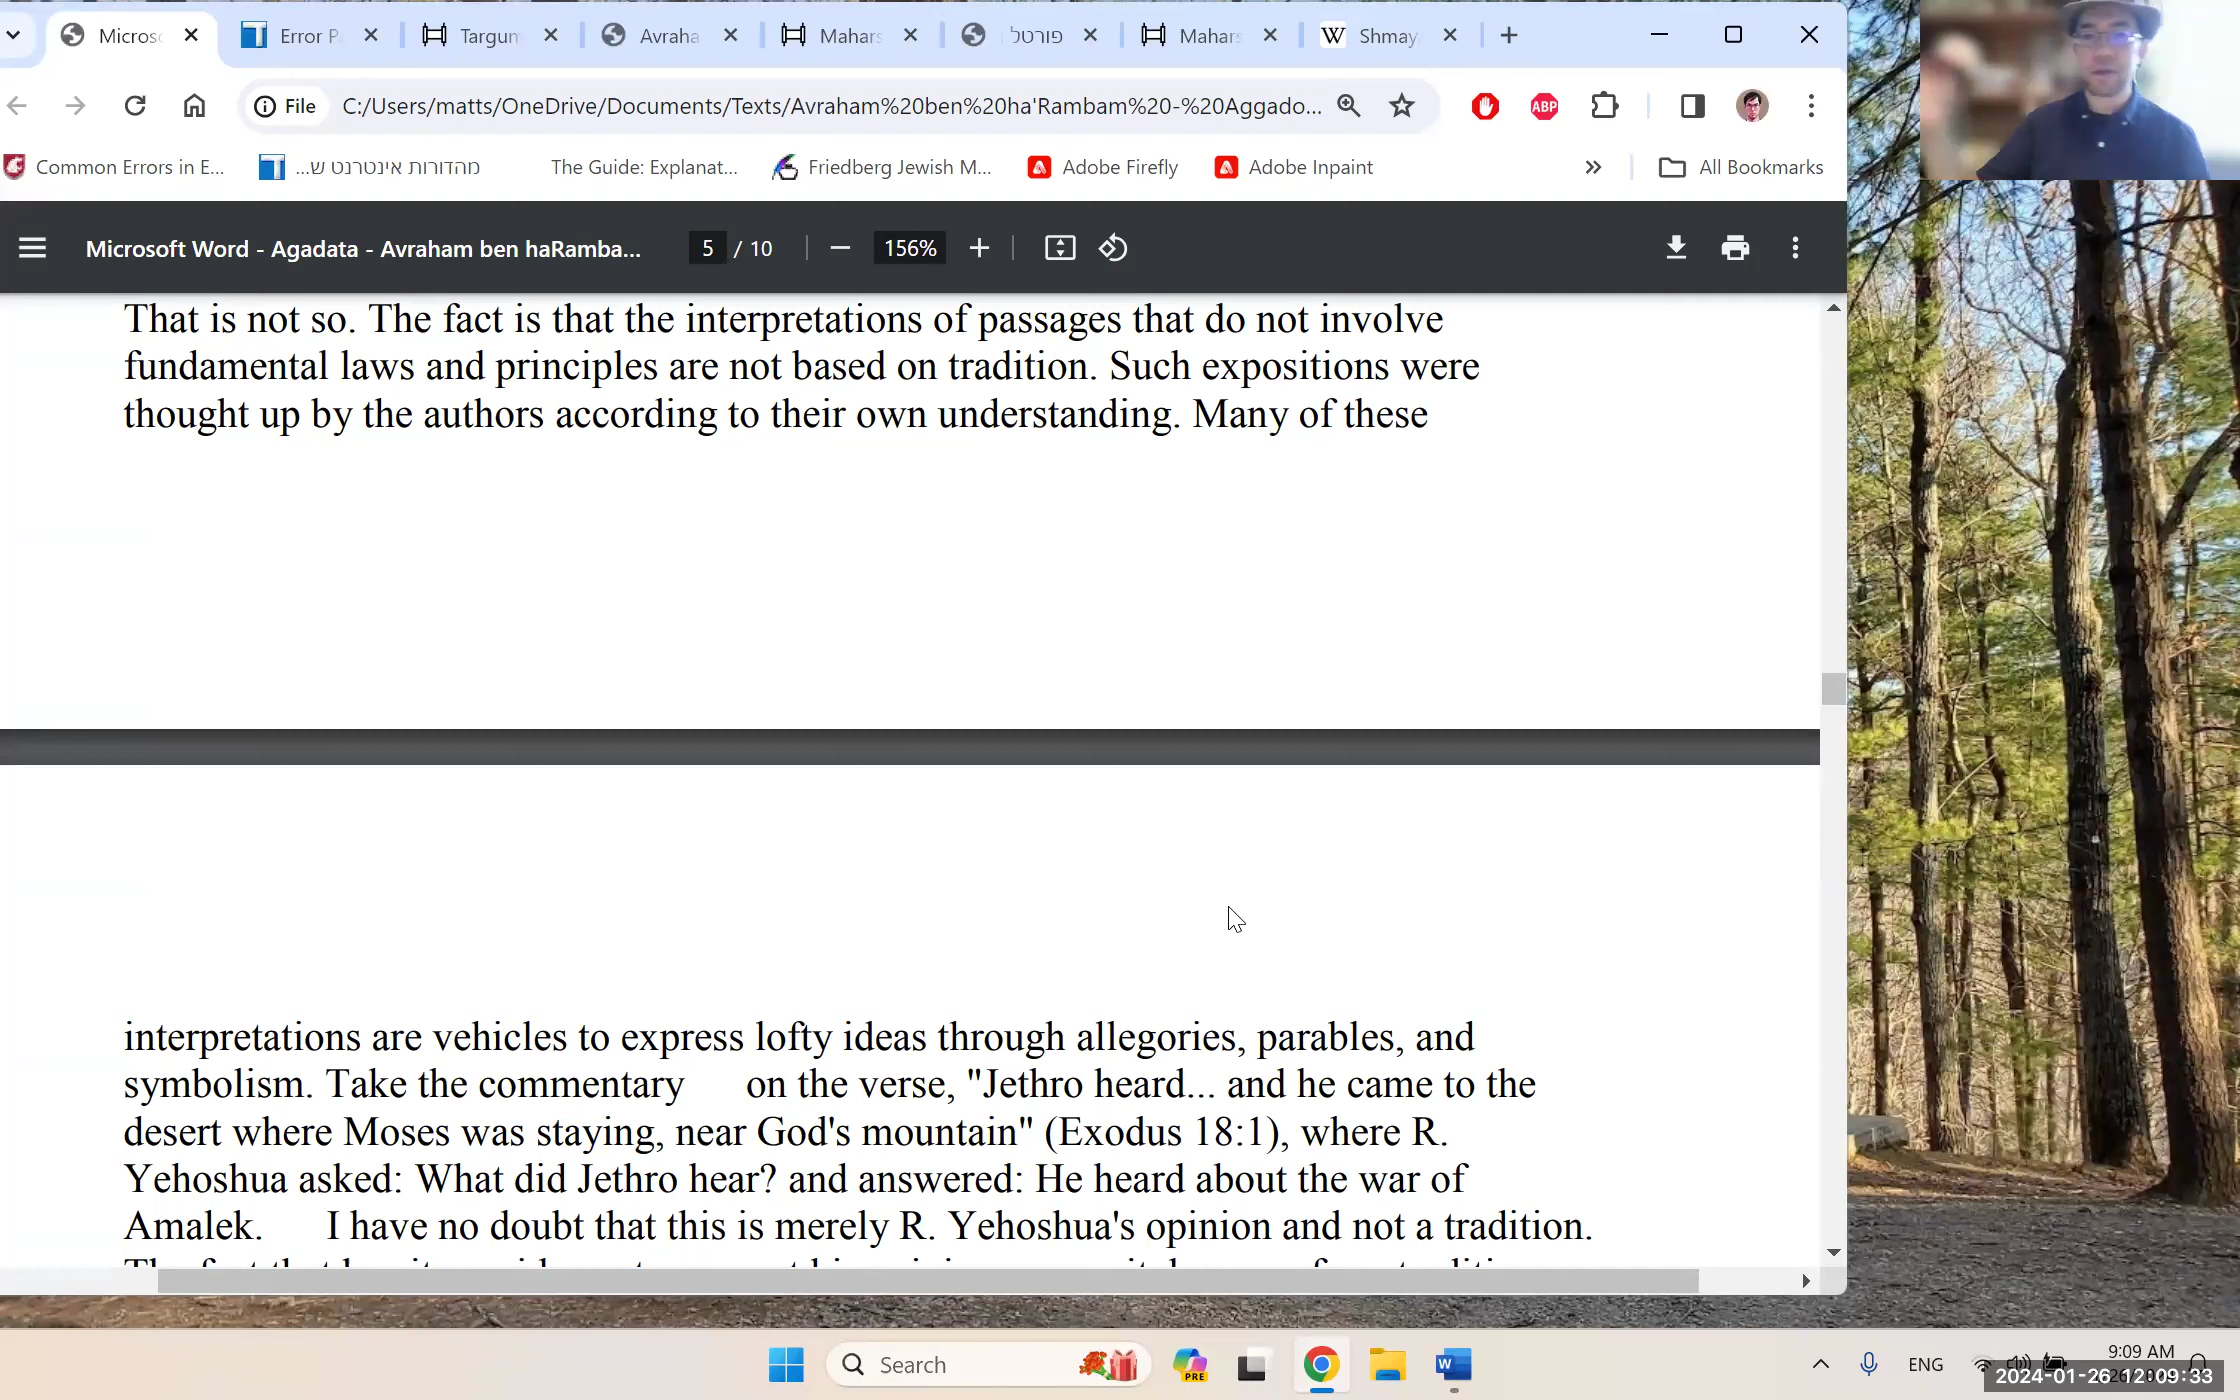 Micros
Error P
Targum
Avraha
Mahars
פורטל
Mahars
W Shmay
File C:/Users/matts/OneDrive/Documents/Texts/Avraham%20ben%20ha'Rambam%20-%20Aggado...
ABP
Common Errors in E...
מהדורות אינטרנט ש...
The Guide: Explanat...
Friedberg Jewish M...
Adobe Firefly
Adobe Inpaint
All Bookmarks
Microsoft Word - Agadata - Avraham ben haRamba... 5 / 10 156%
That is not so. The fact is that the interpretations of passages that do not involve
fundamental laws and principles are not based on tradition. Such expositions were
thought up by the authors according to their own understanding. Many of these
interpretations are vehicles to express lofty ideas through allegories, parables, and
symbolism. Take the commentary on the verse, "Jethro heard... and he came to the
desert where Moses was staying, near God's mountain" (Exodus 18:1), where R.
Yehoshua asked: What did Jethro hear? and answered: He heard about the war of
Amalek. I have no doubt that this is merely R. Yehoshua's opinion and not a tradition.
Search
PRE
W
ENG
9:09 AM
2024-01-26 12:09:33